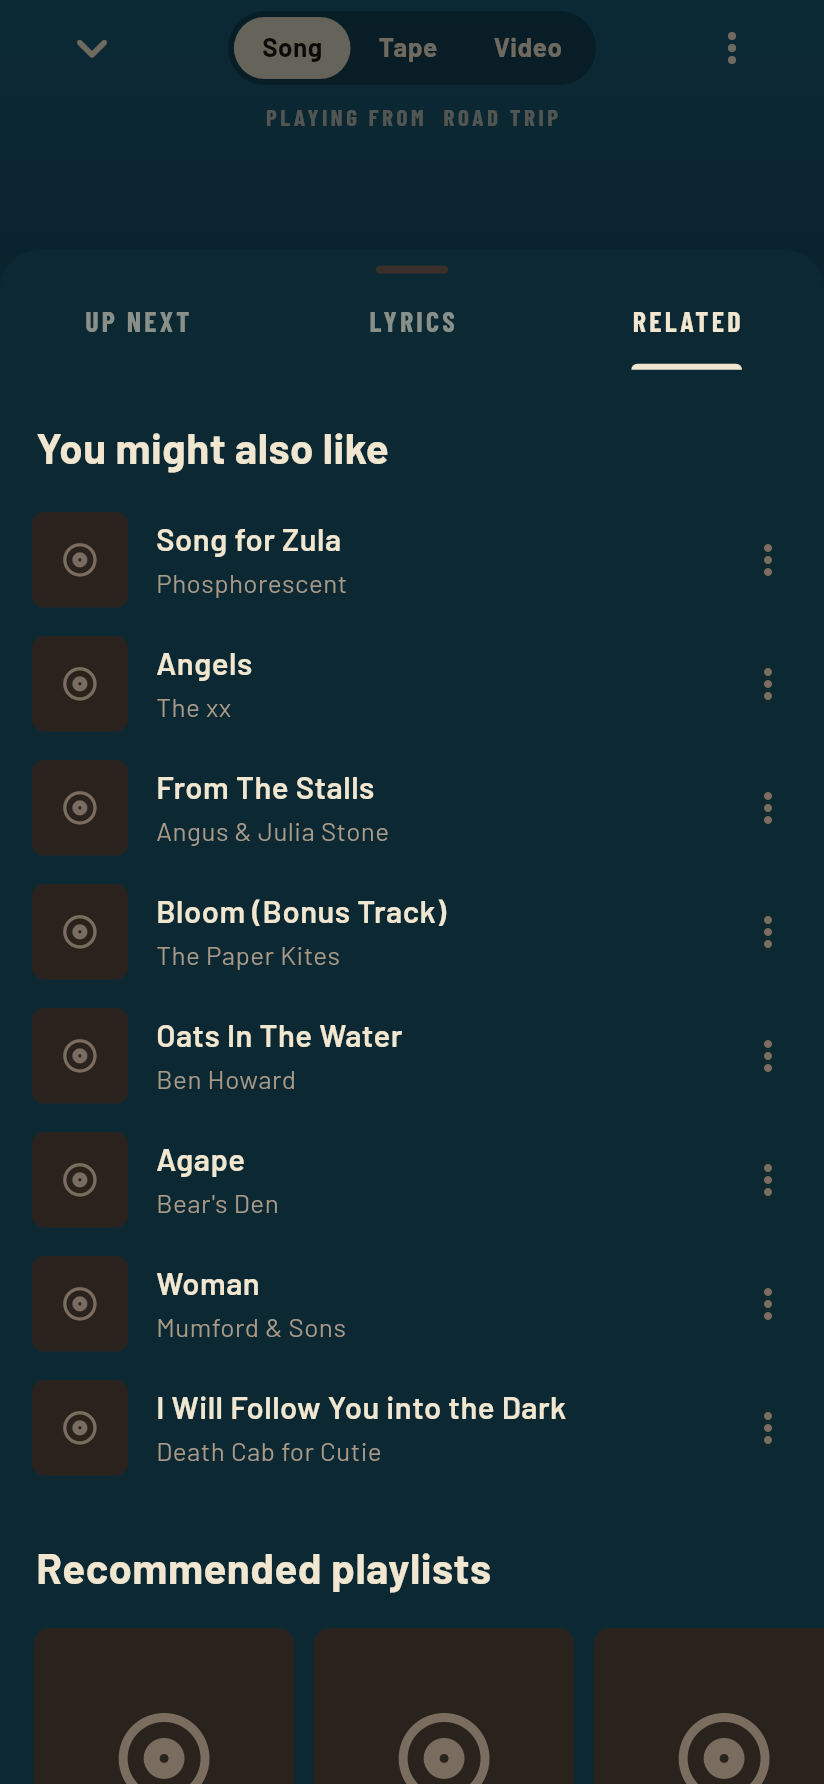 Song Tape Video
PLAYING FROM ROAD TRIP
UP NEXT LYRICS RELATED
You might also like
Song for Zula
Phosphorescent
Angels
The xx
From The Stalls
Angus & Julia Stone
Bloom (Bonus Track)
The Paper Kites
Oats In The Water
Ben Howard
Agape
Bear's Den
Woman
Mumford & Sons
I Will Follow You into the Dark
Death Cab for Cutie
Recommended playlists